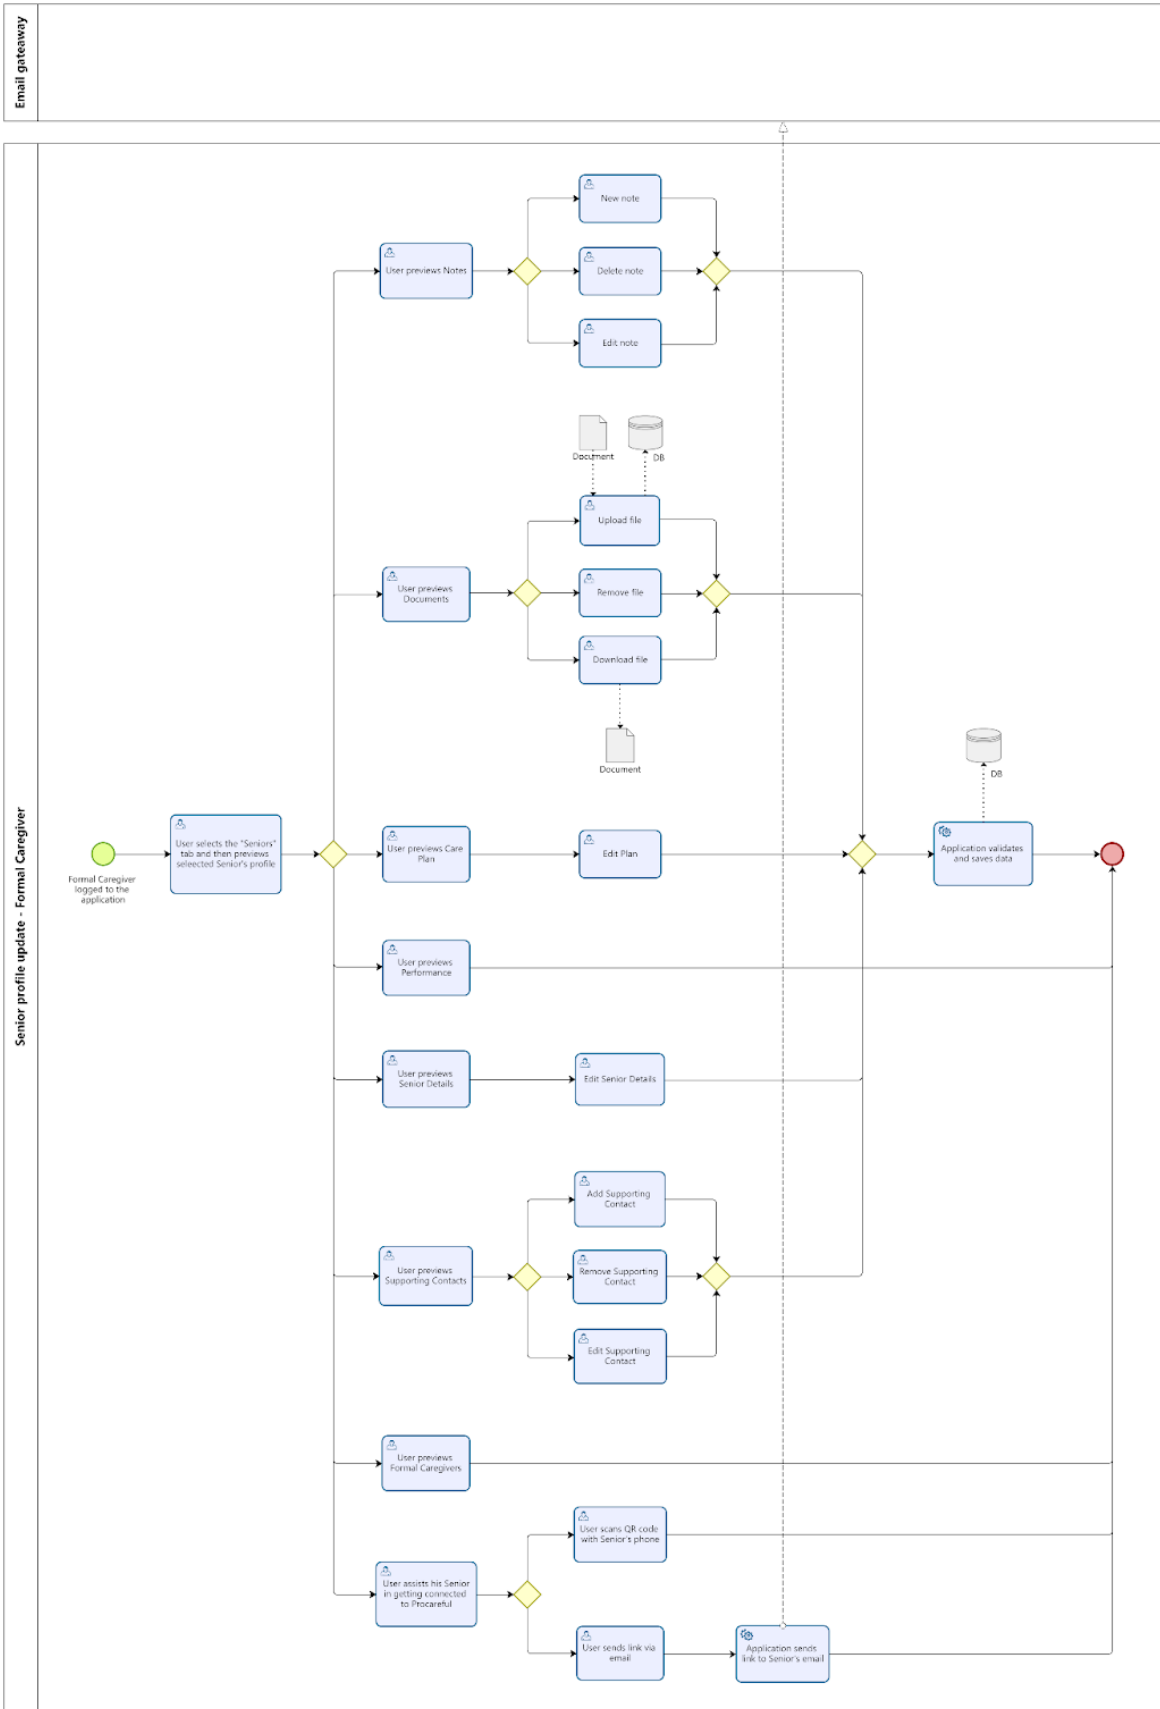 Email gateaway
Senior profile update - Formal Caregiver
New note
User previews Notes
Delete note
Edit note
Document
DB
Upload file
User previews
Documents
Remove file
Download file
Document
DB
Formal Caregiver
logged to the
application
User selects the "Seniors"
tab and then previews
seleected Senior's profile
User previews Care
Plan
Edit Plan
Application validates
and saves data
User previews
Performance
User previews
Senior Details
Edit Senior Details
Add Supporting
Contact
User previews
Supporting Contacts
Remove Supporting
Contact
Edit Supporting
Contact
User previews
Formal Caregivers
User scans QR code
with Senior's phone
User assists his Senior
in getting connected
to Procareful
User sends link via
email
Application sends
link to Senior's email